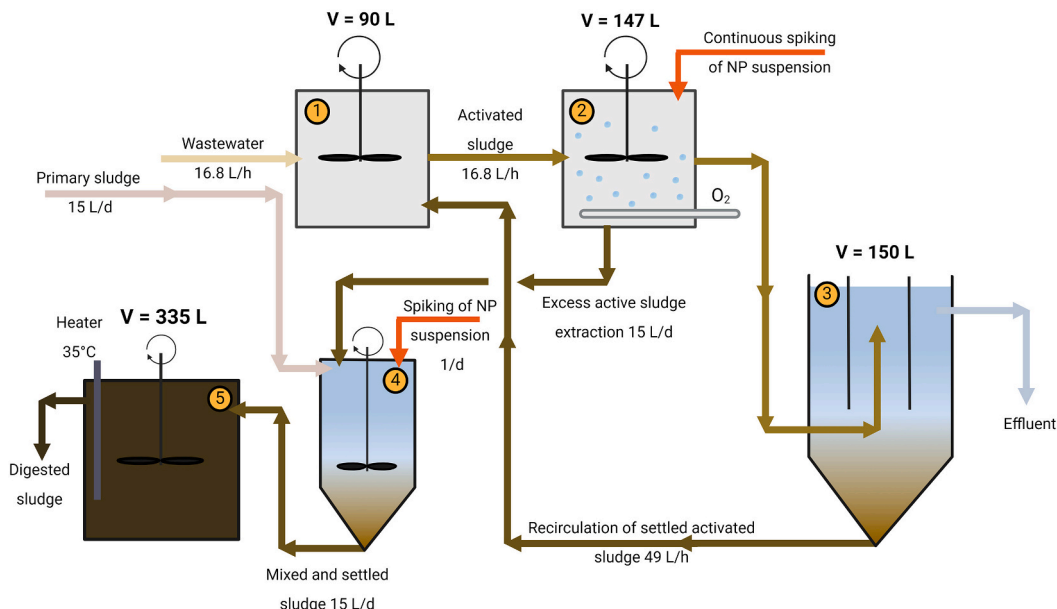 V = 90 L
V = 147 L
Continuous spiking
of NP suspension
1
2
Activated
sludge
16.8 L/h
Wastewater
16.8 L/h
Primary sludge
15 L/d
O₂
V = 150 L
3
Excess active sludge
extraction 15 L/d
Spiking of NP
suspension
1/d
Heater
35°C
V = 335 L
4
5
Effluent
Digested
sludge
Recirculation of settled activated
sludge 49 L/h
Mixed and settled
sludge 15 L/d